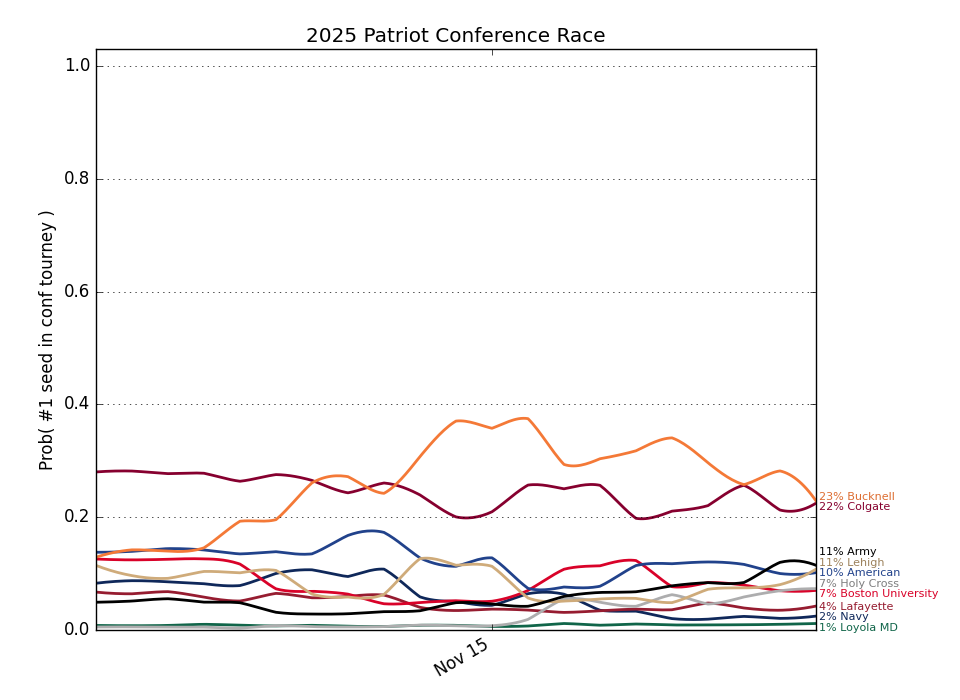 2025 Patriot Conference Race
Prob( #1 seed in conf tourney )
1.0
0.8
0.6
0.4
0.2
0.0
Nov 15
23% Bucknell
22% Colgate
11% Army
11% Lehigh
10% American
7% Holy Cross
7% Boston University
4% Lafayette
2% Navy
1% Loyola MD